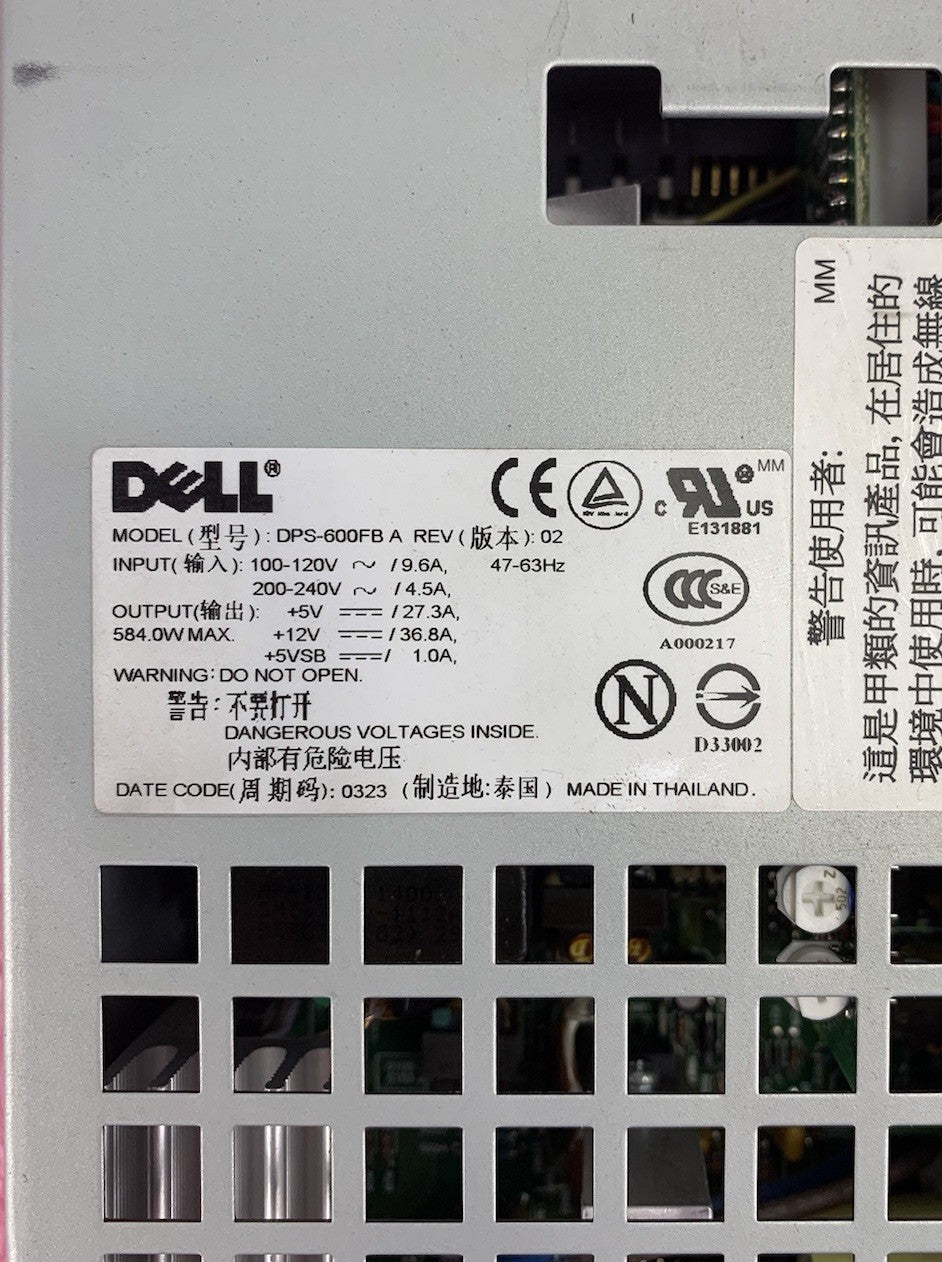 DELL®
MODEL (型号): DPS-600FB A REV (版本): 02
INPUT(输入): 100-120V ～ / 9.6A, 47-63Hz
200-240V ～ / 4.5A,
OUTPUT(输出): +5V ⎓ / 27.3A,
584.0W MAX. +12V ⎓ / 36.8A,
+5VSB ⎓ / 1.0A,
WARNING: DO NOT OPEN.
警告: 不要打开
DANGEROUS VOLTAGES INSIDE.
内部有危险电压
DATE CODE(周期码): 0323 (制造地:泰国) MADE IN THAILAND.
CE
C RU ® US
MM
E131881
CCC S&E
A000217
N
D33002
MM
警告使用者:
這是甲類的資訊產品, 在居住的
環境中使用時, 可能會造成無線
502 Z